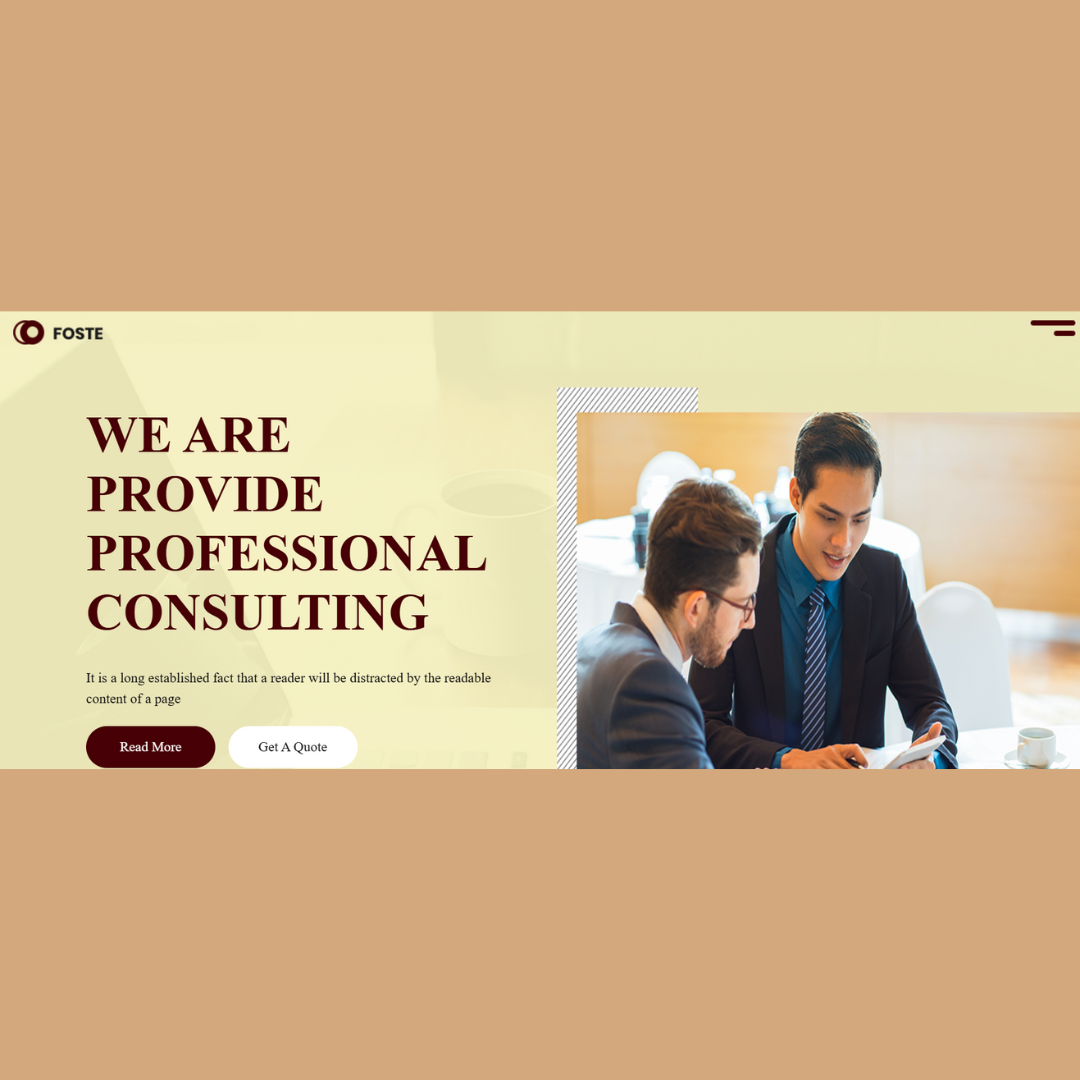 FOSTE
WE ARE
PROVIDE
PROFESSIONAL
CONSULTING
It is a long established fact that a reader will be distracted by the readable
content of a page
Read More
Get A Quote